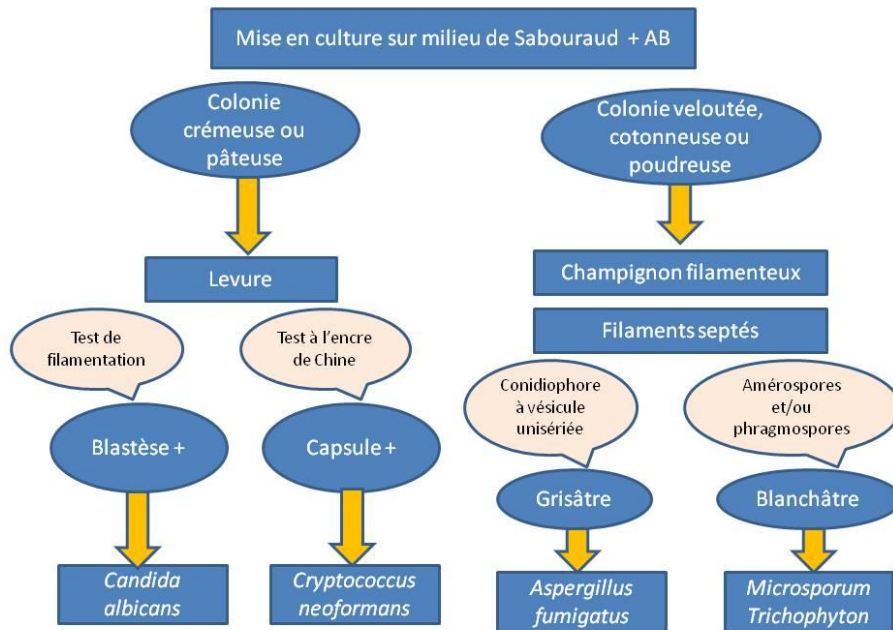 Mise en culture sur milieu de Sabouraud + AB
Colonie
crémeuse ou
pâteuse
Colonie veloutée,
cotonneuse ou
poudreuse
Levure
Champignon filamenteux
Filaments septés
Test de
filamentation
Test à l'encre
de Chine
Conidiophore
à vésicule
unisériée
Amérospores
et/ou
phragmospores
Blastèse +
Capsule +
Grisâtre
Blanchâtre
Candida
albicans
Cryptococcus
neoformans
Aspergillus
fumigatus
Microsporum
Trichophyton